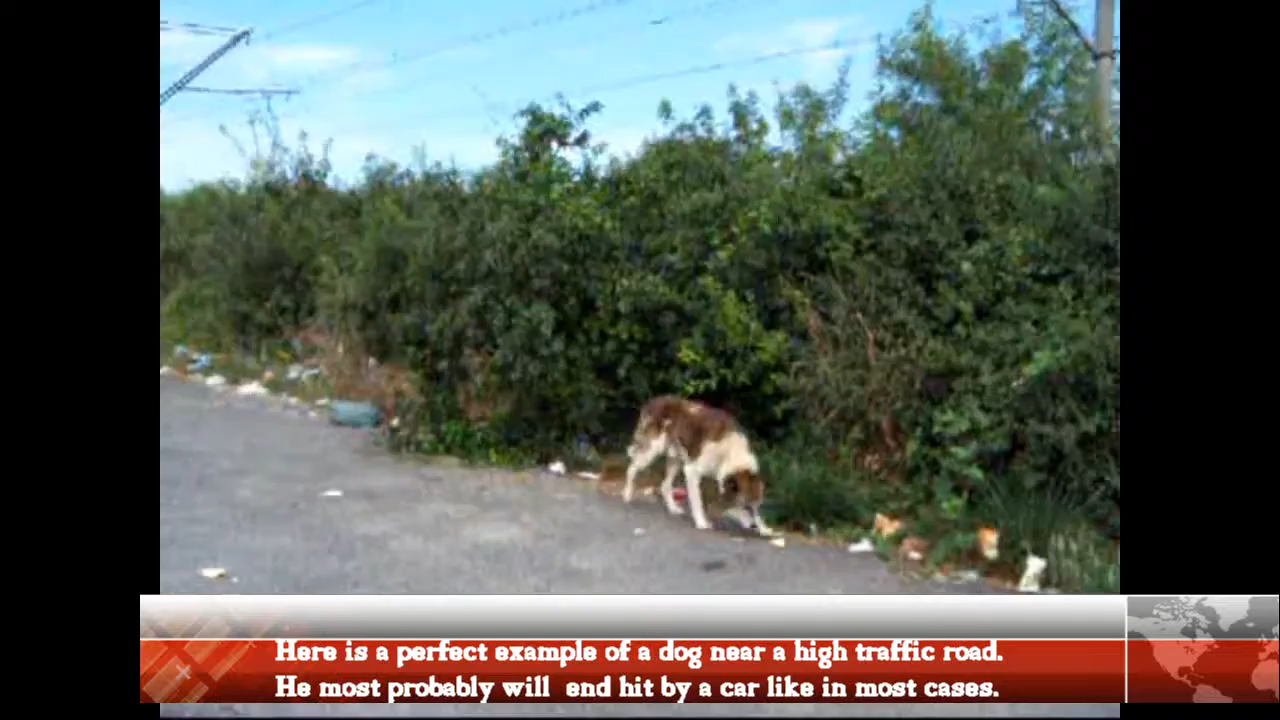 Here is a perfect example of a dog near a high traffic road.
He most probably will  end hit by a car like in most cases.